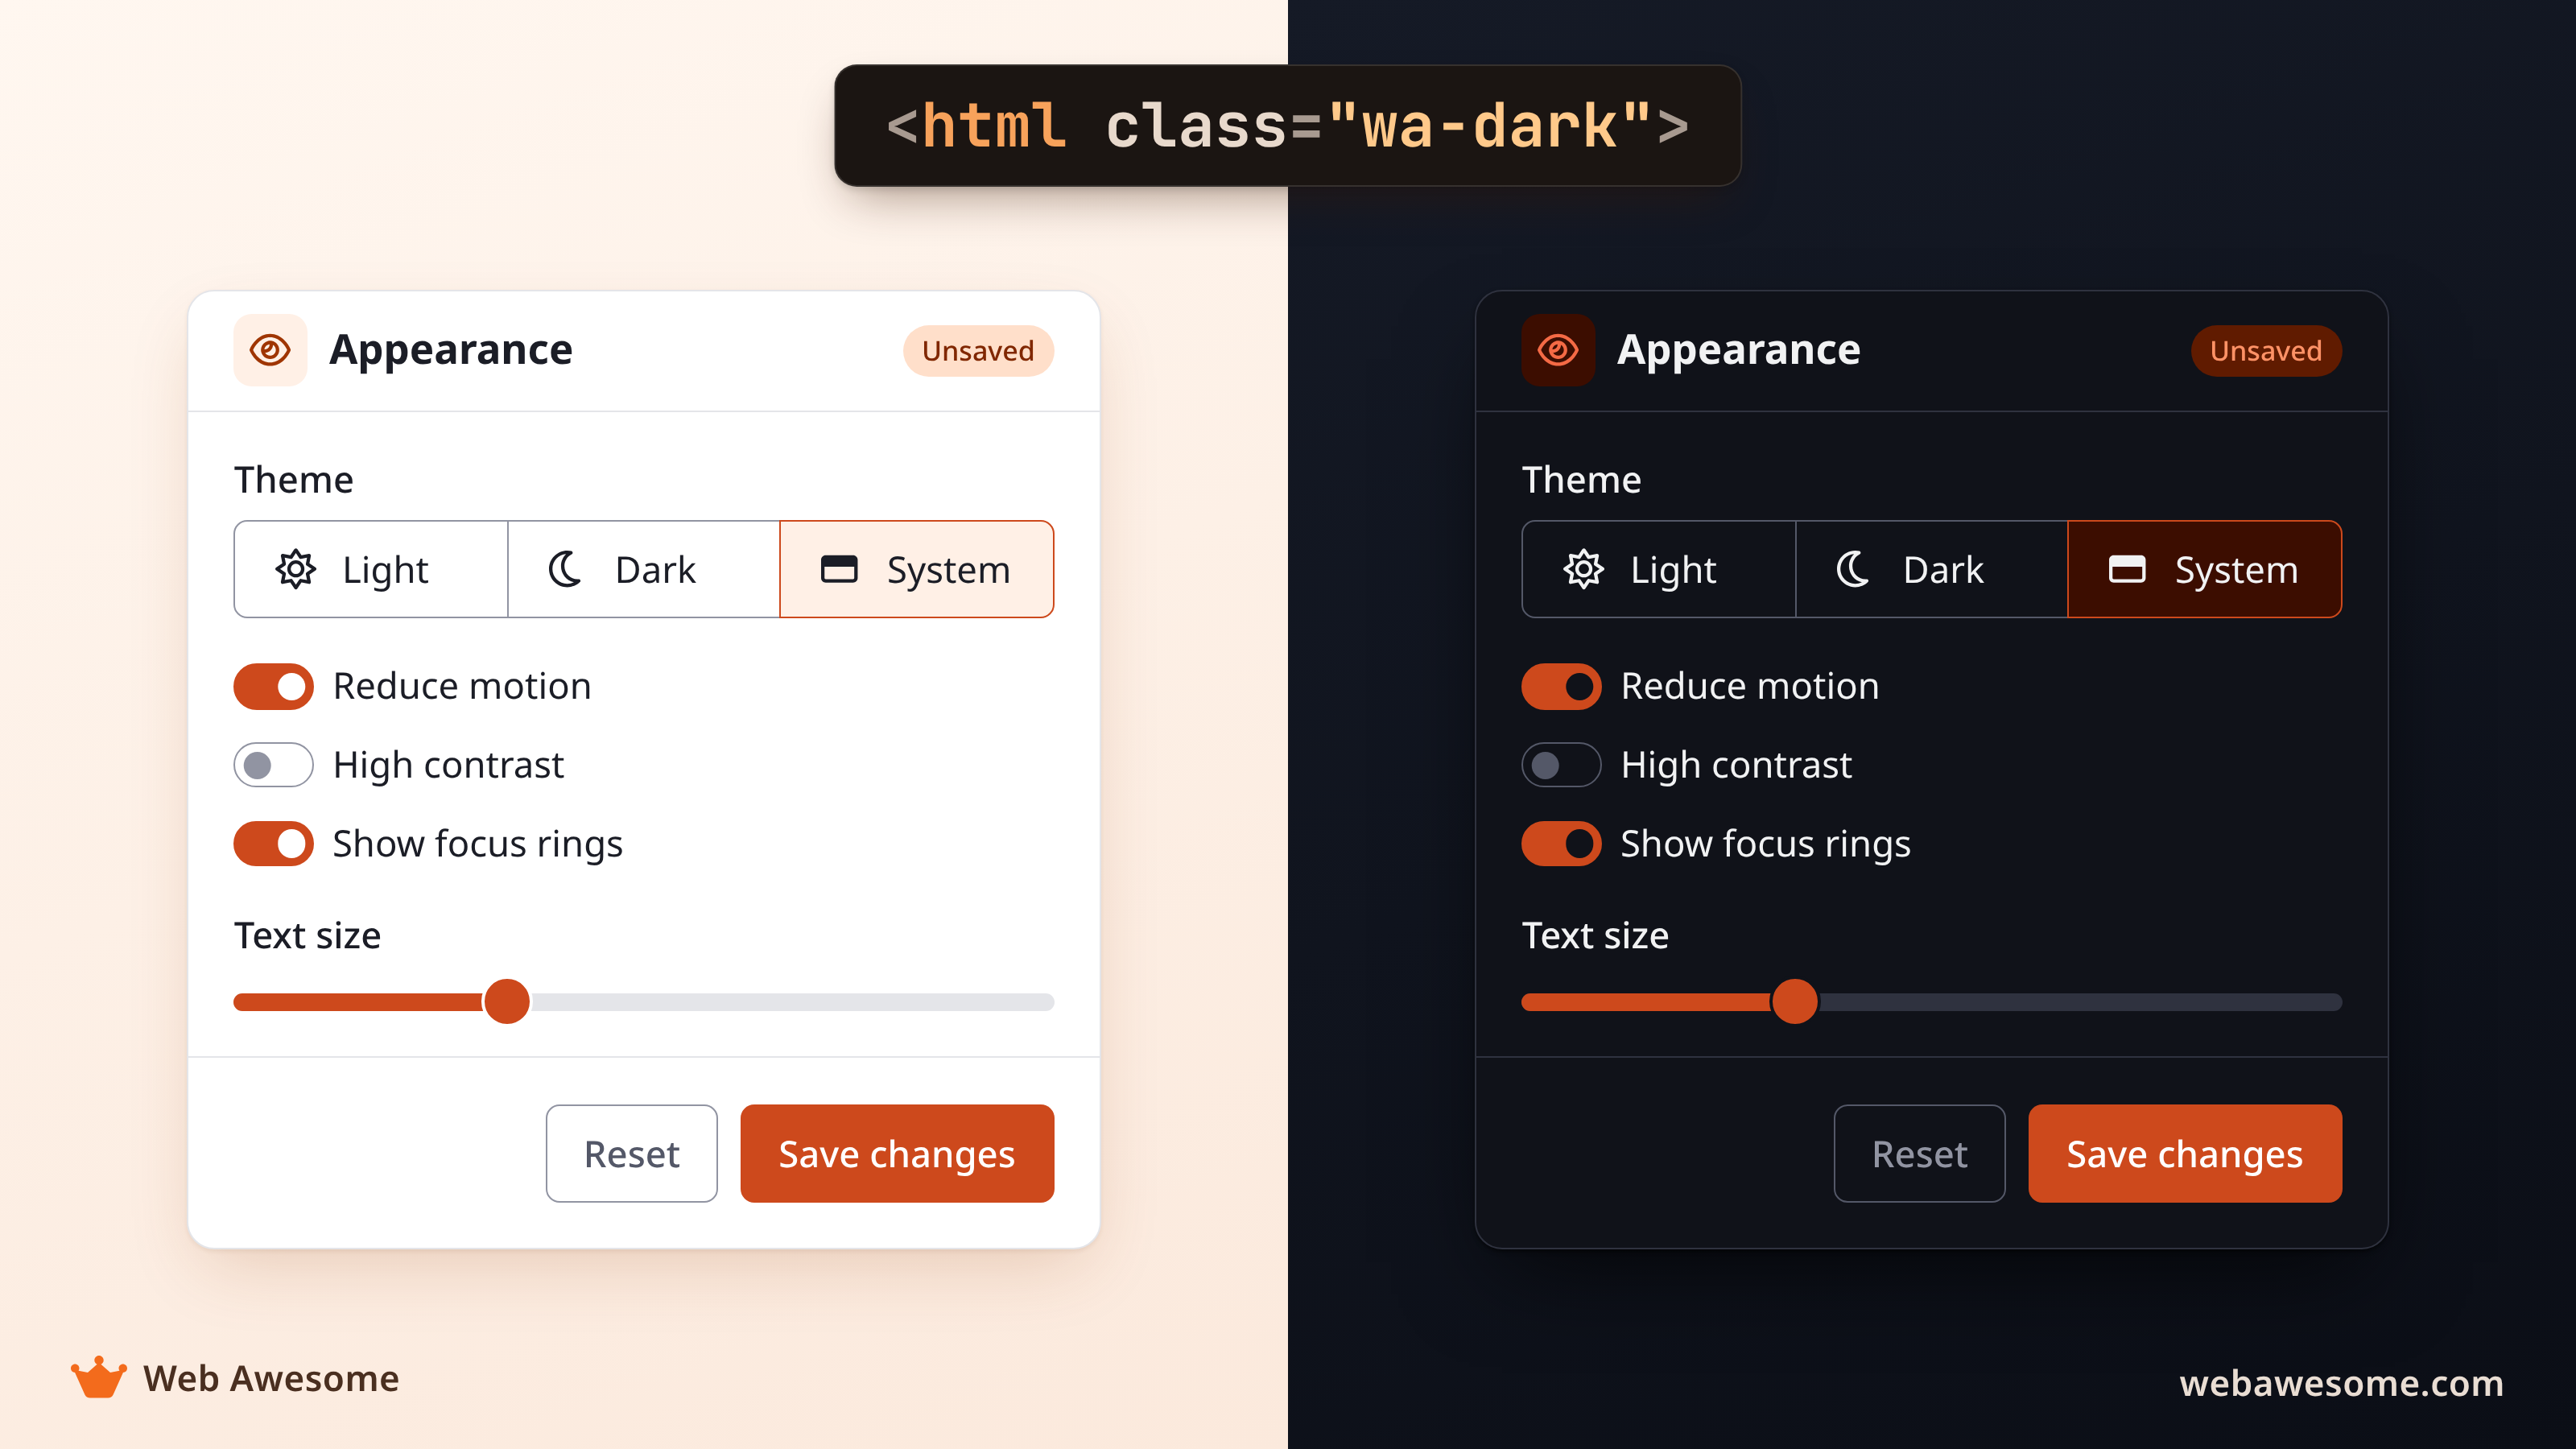 <html class="wa-dark">
Appearance
Unsaved
Theme
Light
Dark
System
Reduce motion
High contrast
Show focus rings
Text size
Reset
Save changes
Appearance
Unsaved
Theme
Light
Dark
System
Reduce motion
High contrast
Show focus rings
Text size
Reset
Save changes
Web Awesome
webawesome.com